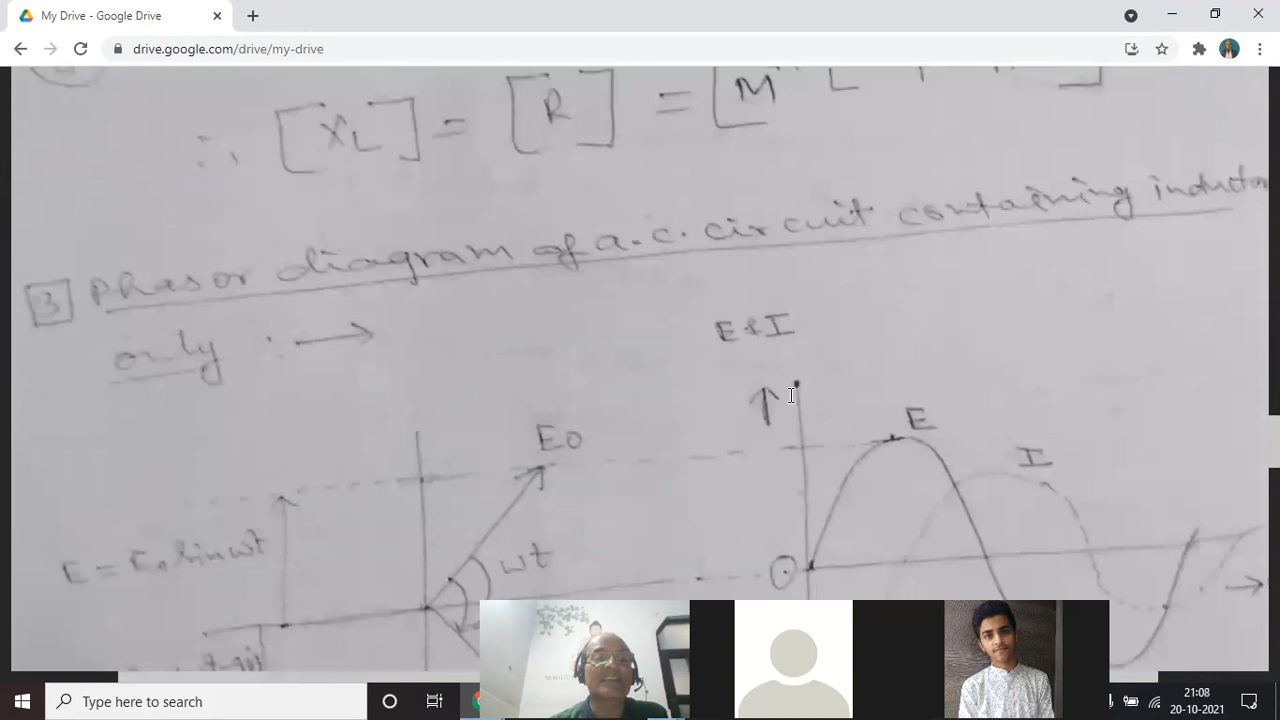 My Drive - Google Drive
drive.google.com/drive/my-drive
∴ [XL] = [R] = [M
3 Phasor diagram of a.c. circuit containing inductor
only : →
E & I
E0
E
I
E = E0 sin ωt
ωt
O
Type here to search
21:08
20-10-2021